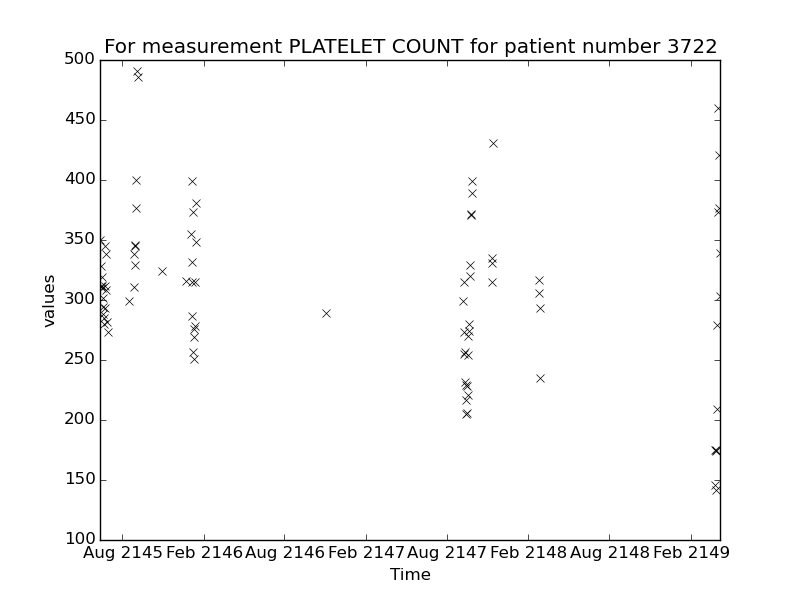 For measurement PLATELET COUNT for patient number 3722
500
450
400
350
300
250
200
150
100
values
Aug 2145 Feb 2146 Aug 2146 Feb 2147 Aug 2147 Feb 2148 Aug 2148 Feb 2149
Time